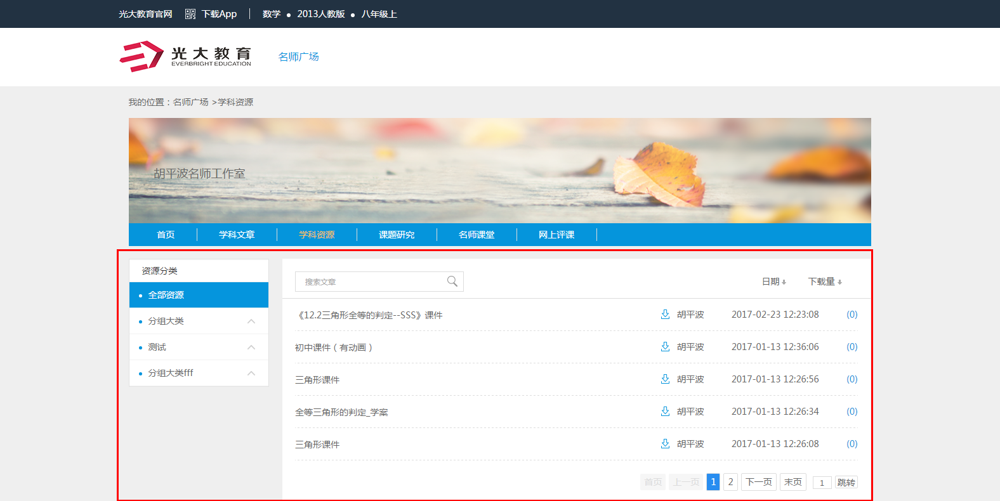 光大教育官网 下载App 数学 ● 2013人教版 ● 八年级上
光大教育
EVERBRIGHT EDUCATION
名师广场
我的位置：名师广场 >学科资源
胡平波名师工作室
首页 学科文章 学科资源 课题研究 名师课堂 网上评课
资源分类
全部资源
分组大类
测试
分组大类fff
搜索文章 日期 下载量
《12.2三角形全等的判定--SSS》课件 胡平波 2017-02-23 12:23:08 (0)
初中课件（有动画） 胡平波 2017-01-13 12:36:06 (0)
三角形课件 胡平波 2017-01-13 12:26:56 (0)
全等三角形的判定_学案 胡平波 2017-01-13 12:26:34 (0)
三角形课件 胡平波 2017-01-13 12:26:08 (0)
首页 上一页 1 2 下一页 末页 1 跳转